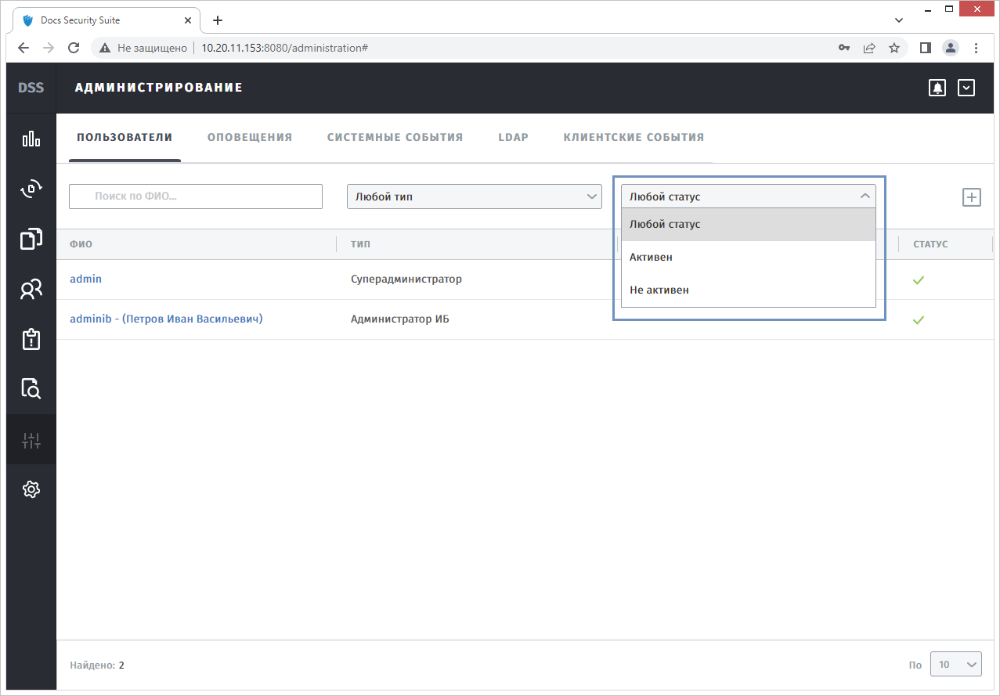 Docs Security Suite
Не защищено 10.20.11.153:8080/administration#
DSS АДМИНИСТРИРОВАНИЕ
ПОЛЬЗОВАТЕЛИ ОПОВЕЩЕНИЯ СИСТЕМНЫЕ СОБЫТИЯ LDAP КЛИЕНТСКИЕ СОБЫТИЯ
Поиск по ФИО... Любой тип Любой статус
Любой статус
Активен
Не активен
ФИО ТИП СТАТУС
admin Суперадминистратор
adminib - (Петров Иван Васильевич) Администратор ИБ
Найдено: 2 По 10